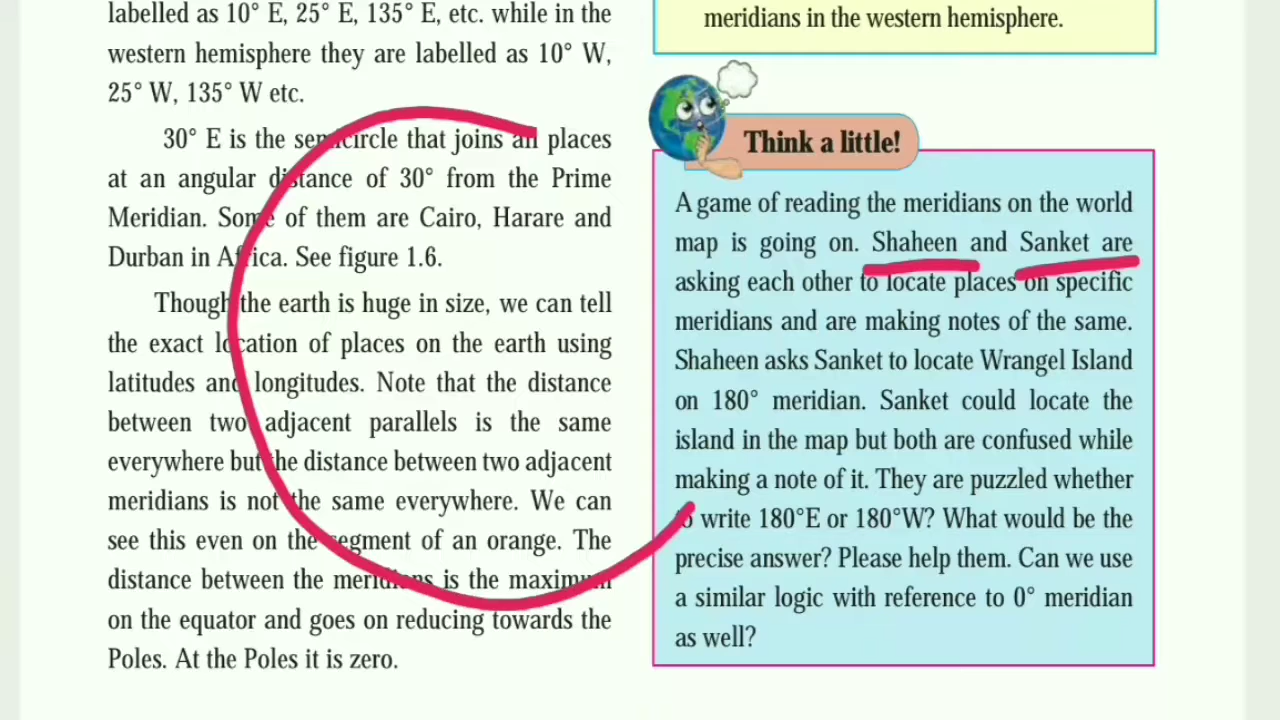 labelled as 10° E, 25° E, 135° E, etc. while in the
western hemisphere they are labelled as 10° W,
25° W, 135° W etc.
30° E is the semicircle that joins all places
at an angular distance of 30° from the Prime
Meridian. Some of them are Cairo, Harare and
Durban in Africa. See figure 1.6.
Though the earth is huge in size, we can tell
the exact location of places on the earth using
latitudes and longitudes. Note that the distance
between two adjacent parallels is the same
everywhere but the distance between two adjacent
meridians is not the same everywhere. We can
see this even on the segment of an orange. The
distance between the meridians is the maximum
on the equator and goes on reducing towards the
Poles. At the Poles it is zero.
meridians in the western hemisphere.
Think a little!
A game of reading the meridians on the world
map is going on. Shaheen and Sanket are
asking each other to locate places on specific
meridians and are making notes of the same.
Shaheen asks Sanket to locate Wrangel Island
on 180° meridian. Sanket could locate the
island in the map but both are confused while
making a note of it. They are puzzled whether
to write 180°E or 180°W? What would be the
precise answer? Please help them. Can we use
a similar logic with reference to 0° meridian
as well?